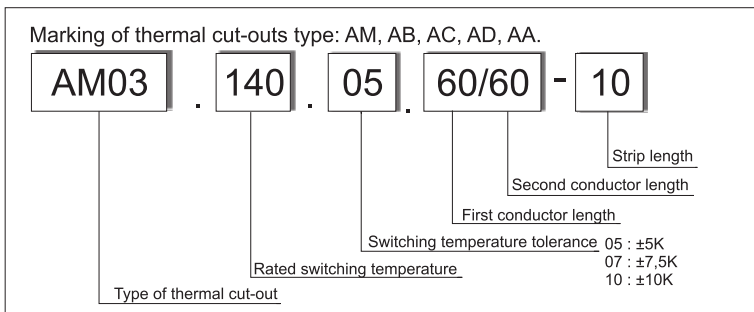 Marking of thermal cut-outs type: AM, AB, AC, AD, AA.
AM03 . 140 . 05 . 60/60 - 10
Strip length
Second conductor length
First conductor length
Switching temperature tolerance 05 : ±5K
07 : ±7,5K
10 : ±10K
Rated switching temperature
Type of thermal cut-out